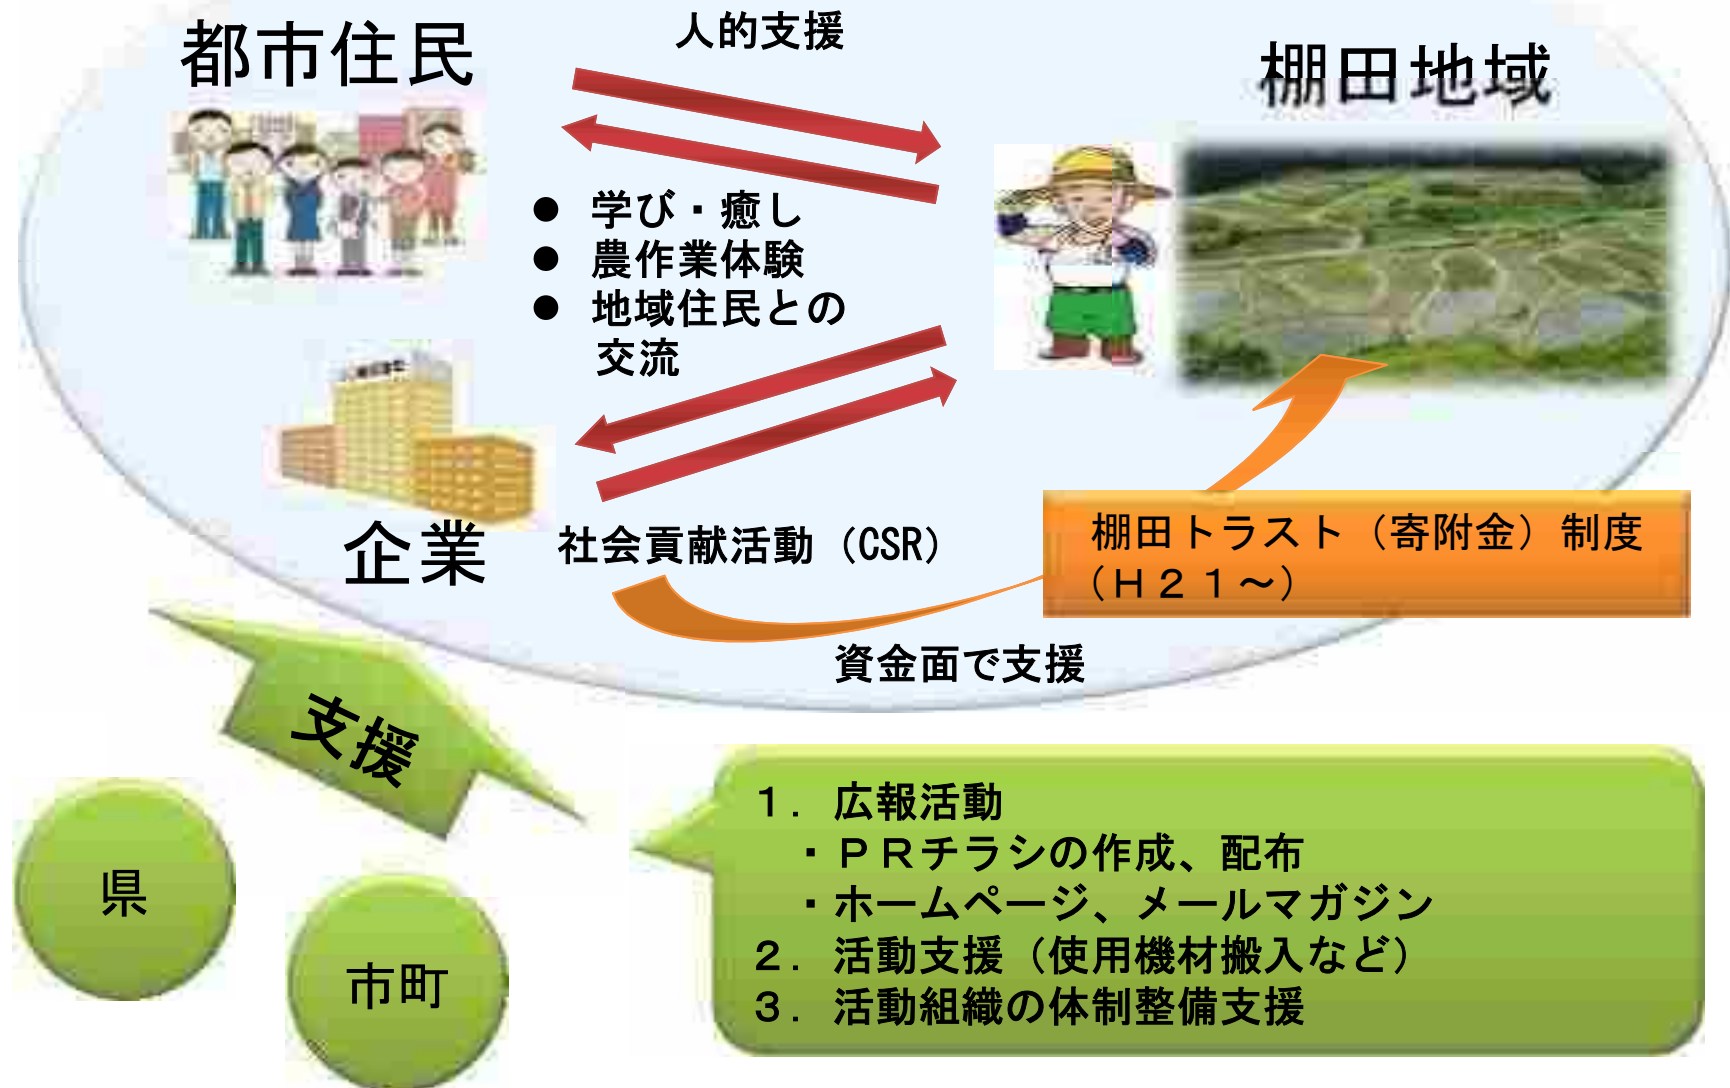 都市住民
人的支援
棚田地域
● 学び・癒し
● 農作業体験
● 地域住民との
交流
企業
社会貢献活動（CSR）
棚田トラスト（寄附金）制度
（Ｈ２１～）
資金面で支援
支援
県
市町
１．広報活動
・ＰＲチラシの作成、配布
・ホームページ、メールマガジン
２．活動支援（使用機材搬入など）
３．活動組織の体制整備支援